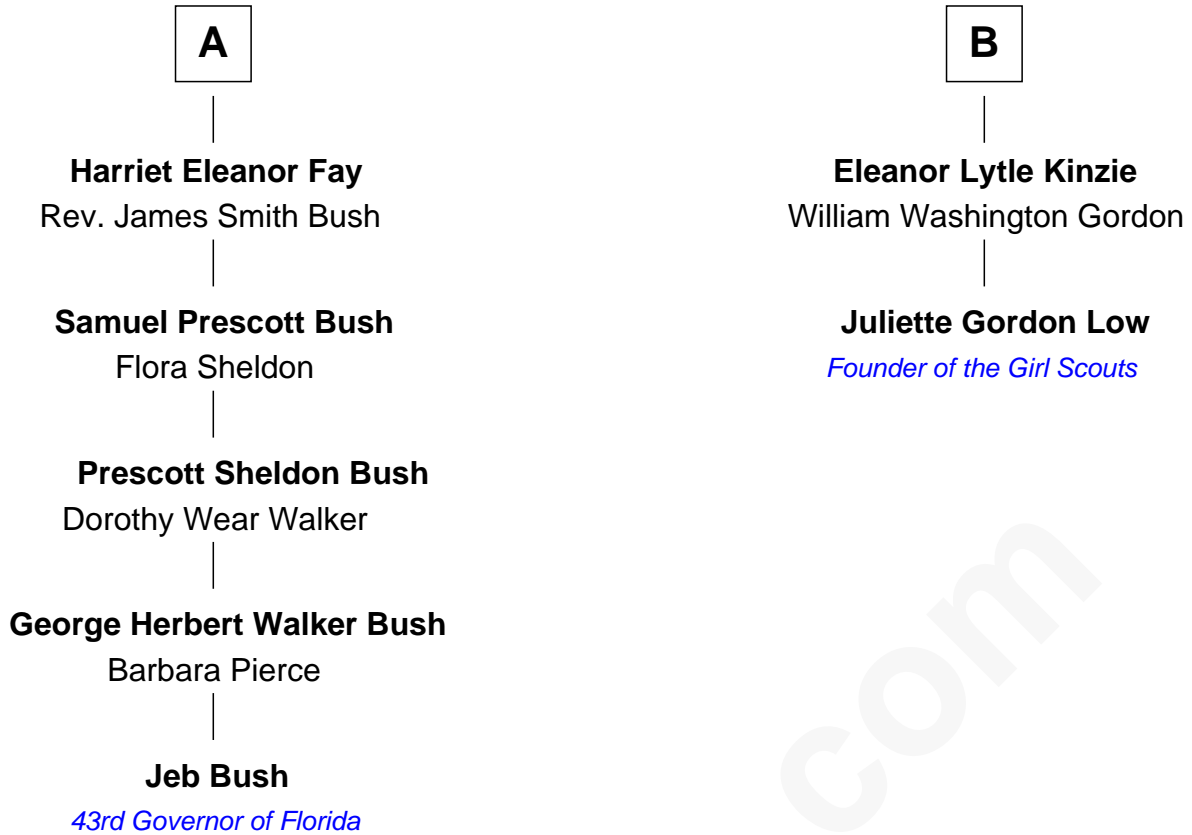 A
Harriet Eleanor Fay
Rev. James Smith Bush
Samuel Prescott Bush
Flora Sheldon
Prescott Sheldon Bush
Dorothy Wear Walker
George Herbert Walker Bush
Barbara Pierce
Jeb Bush
43rd Governor of Florida
B
Eleanor Lytle Kinzie
William Washington Gordon
Juliette Gordon Low
Founder of the Girl Scouts
com